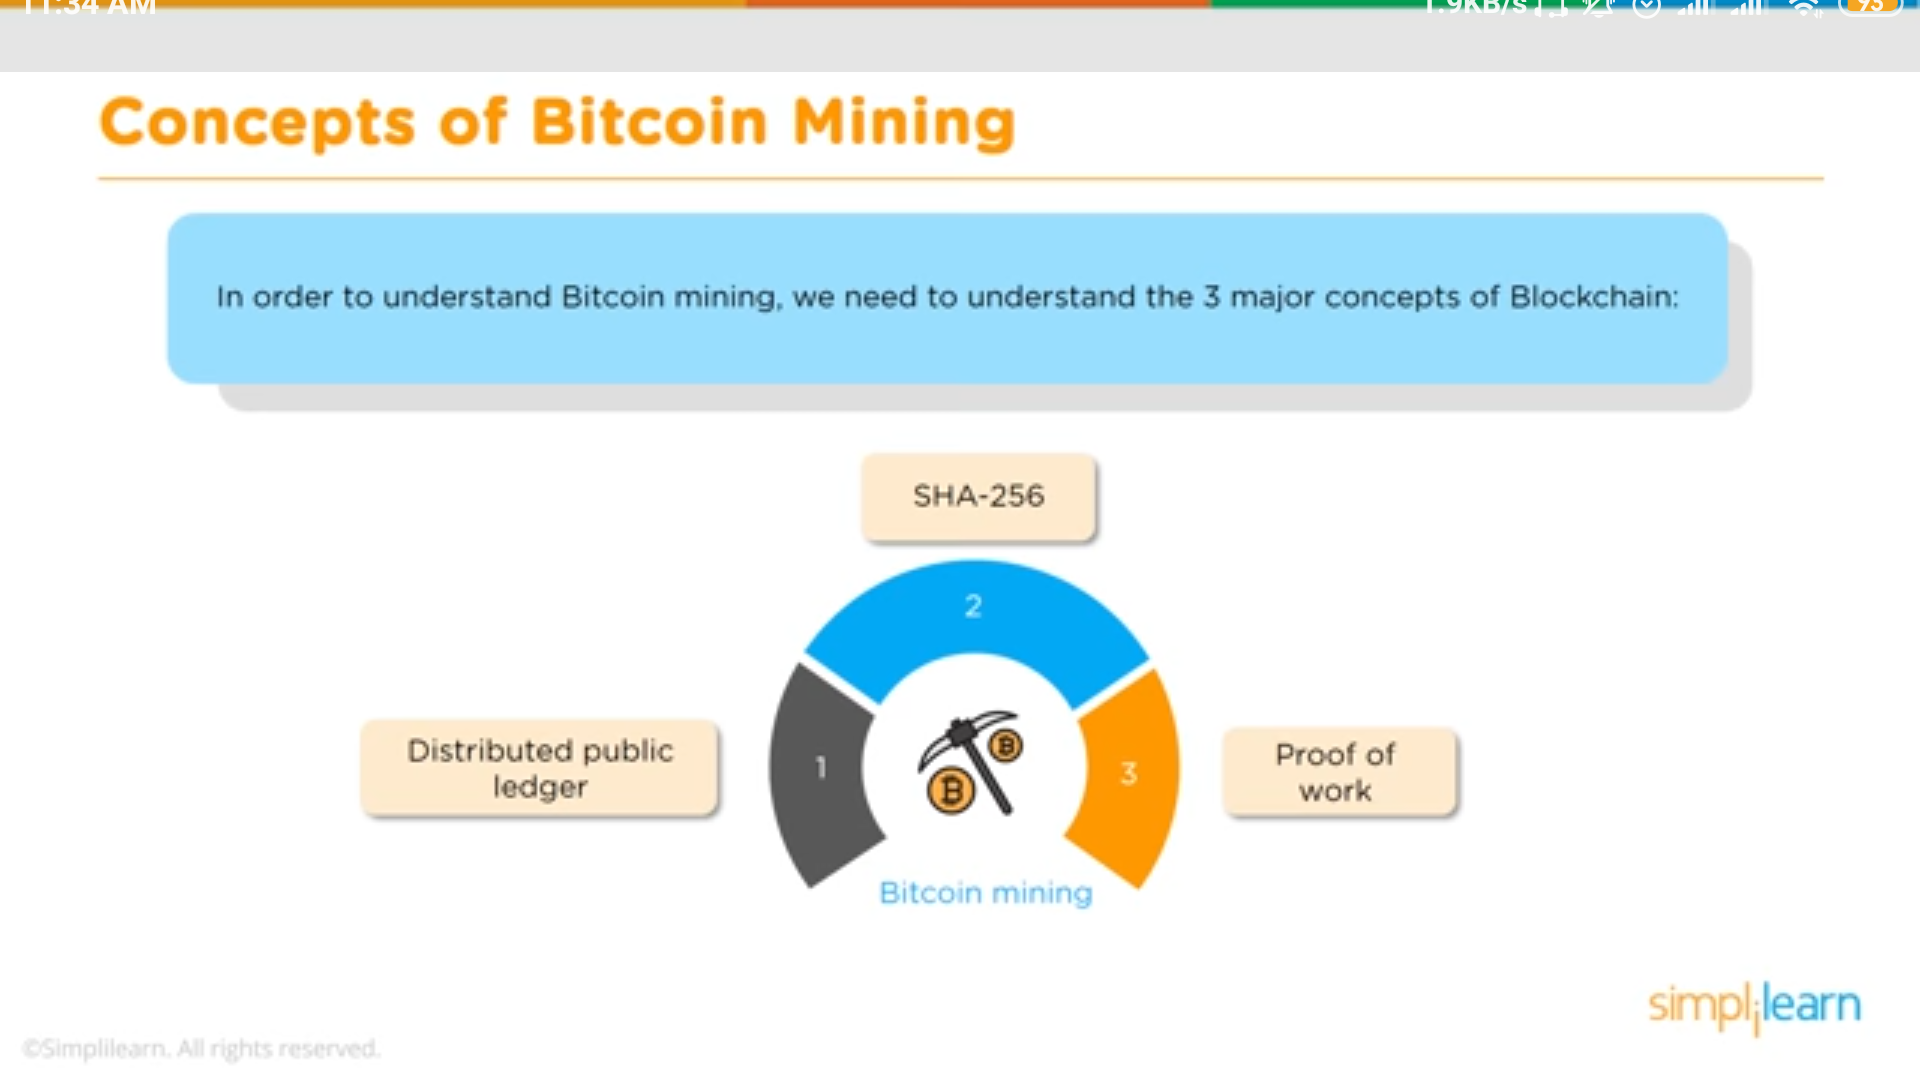 11:34 AM
1.9KB/s
93
Concepts of Bitcoin Mining
In order to understand Bitcoin mining, we need to understand the 3 major concepts of Blockchain:
SHA-256
2
Distributed public
ledger
1
3
Proof of
work
Bitcoin mining
simplilearn
©Simplilearn. All rights reserved.